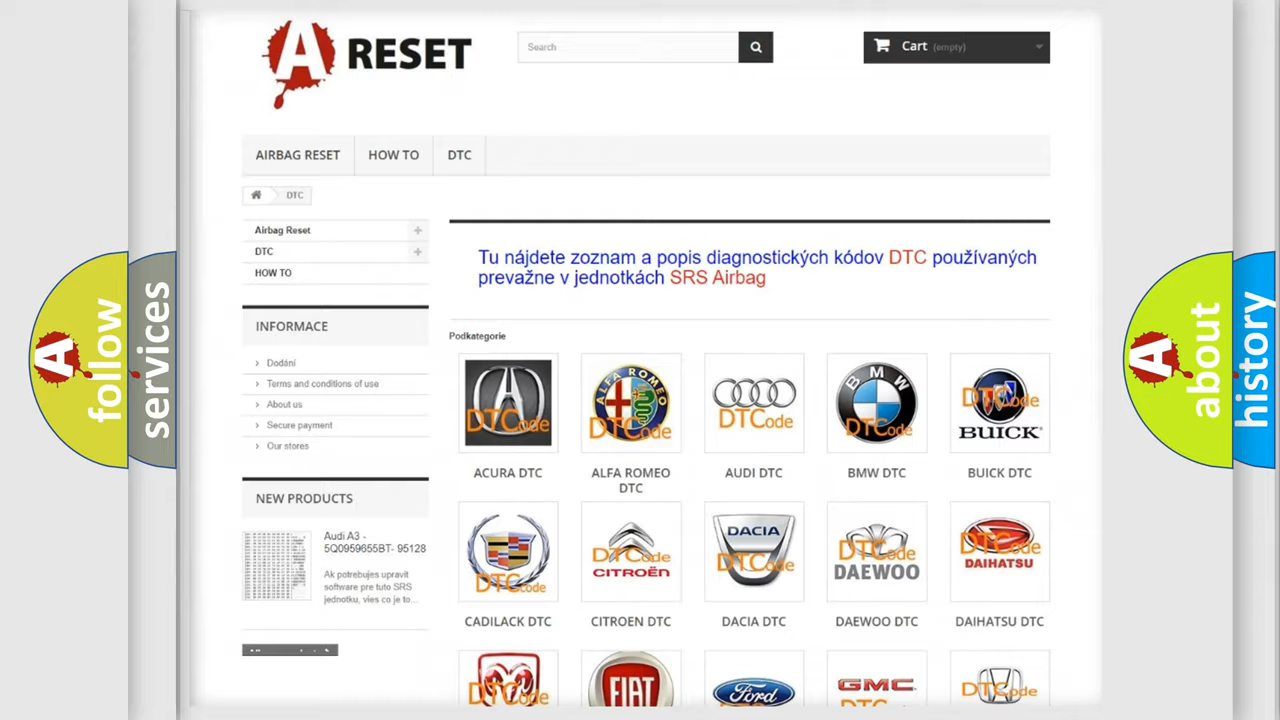 A RESET
Search
Cart (empty)
AIRBAG RESET
HOW TO
DTC
DTC
Airbag Reset
DTC
HOW TO
INFORMACE
Dodání
Terms and conditions of use
About us
Secure payment
Our stores
NEW PRODUCTS
Audi A3 -
5Q0959655BT- 95128
Ak potrebujes upravit
software pre tuto SRS
jednotku, vies co je to...
Tu nájdete zoznam a popis diagnostických kódov DTC používaných
prevažne v jednotkách SRS Airbag
Podkategorie
DTCode
ALFA ROMEO
DTCode
DTCode
BMW
DTCode
DTCode
BUICK
ACURA DTC
ALFA ROMEO
DTC
AUDI DTC
BMW DTC
BUICK DTC
DTCode
DTCode
CITROËN
DACIA
DTCode
DTCode
DAEWOO
DTCode
DAIHATSU
CADILACK DTC
CITROEN DTC
DACIA DTC
DAEWOO DTC
DAIHATSU DTC
DTCode
FIAT
Ford
GMC
DTCode
A follow
services
A about
history